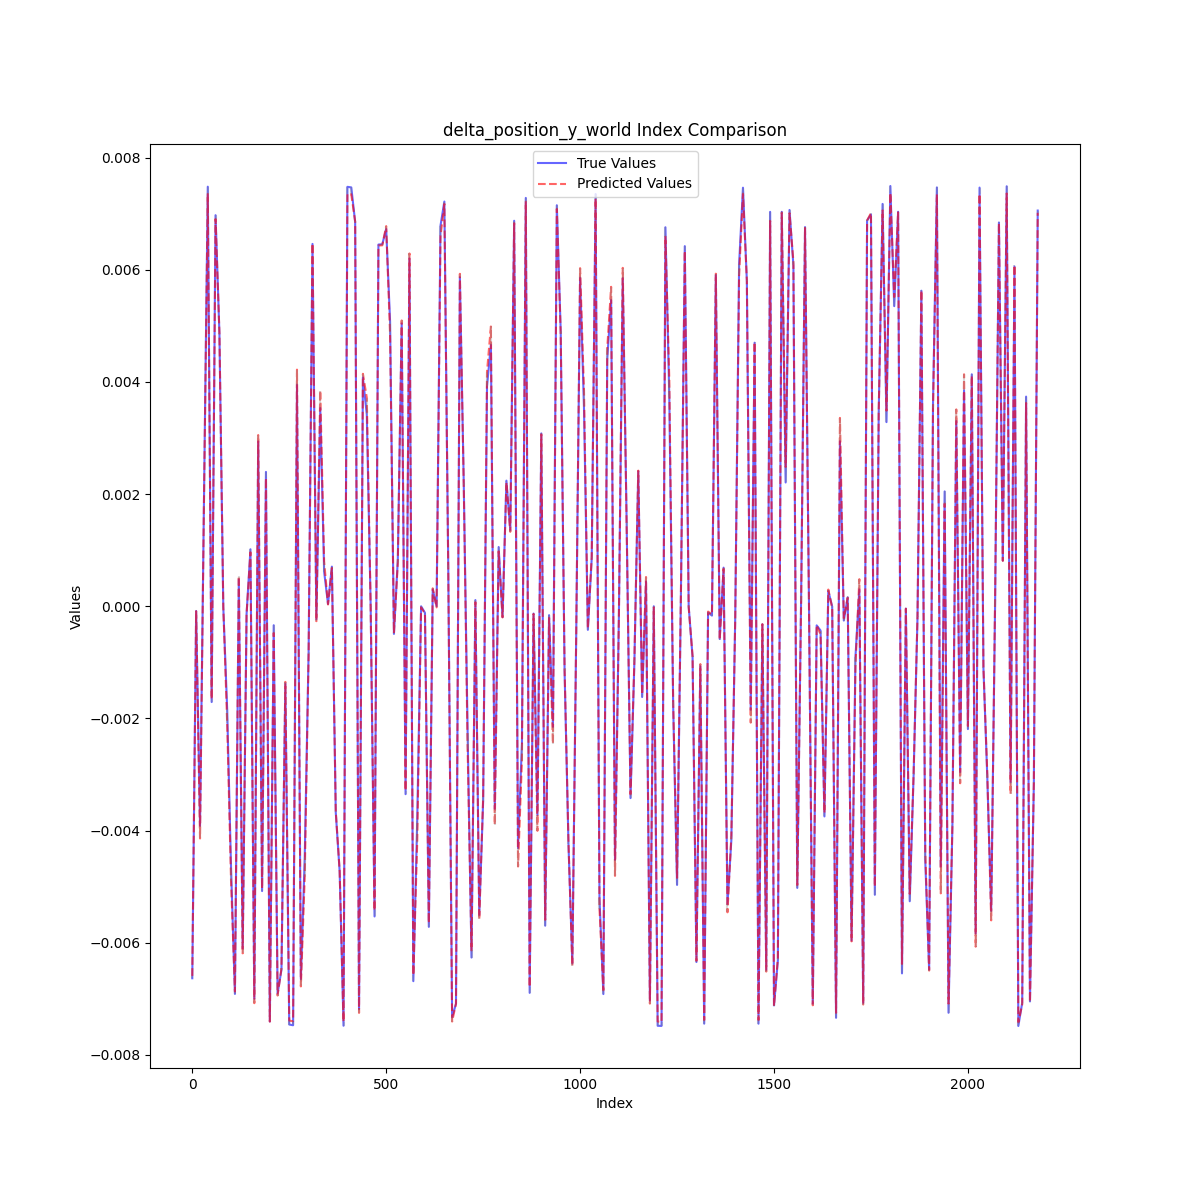 delta_position_y_world Index Comparison
True Values
Predicted Values
0.008
0.006
0.004
0.002
0.000
−0.002
−0.004
−0.006
−0.008
Values
0 500 1000 1500 2000
Index